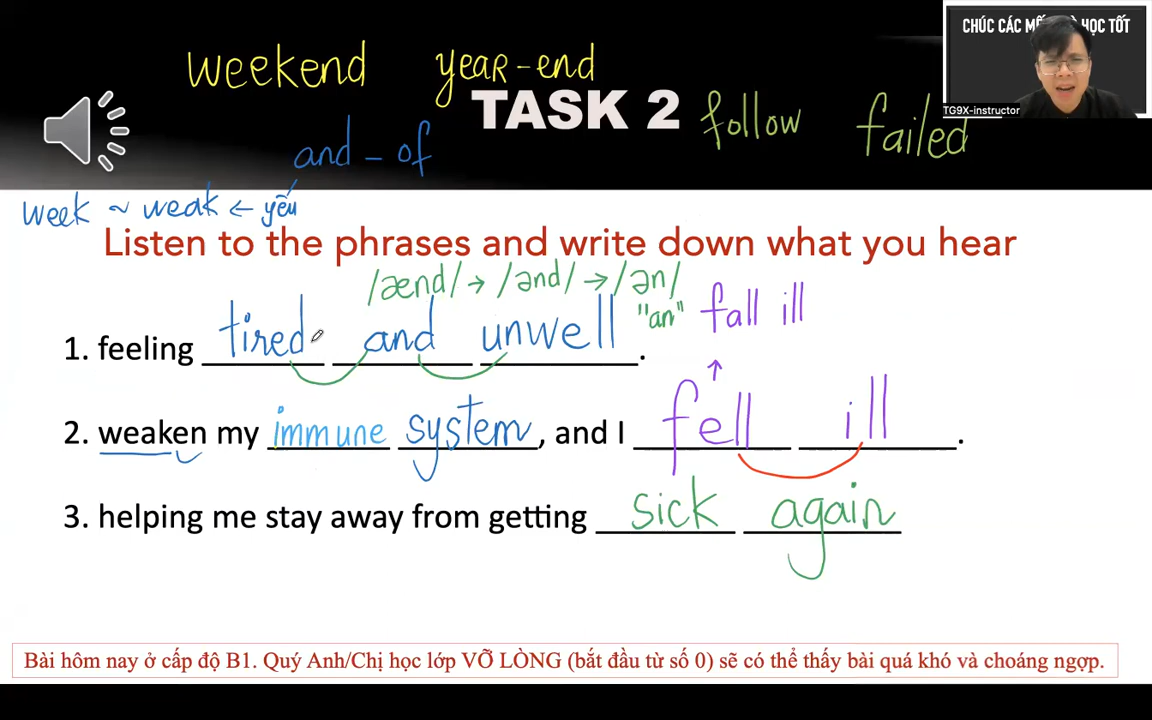 CHÚC CÁC HỌC TỐT
TG9X-instructor
weekend year-end
TASK 2 follow failed
and - of
week ~ weak ← yếu
Listen to the phrases and write down what you hear
/ænd/ → /ənd/ → /ən/
"an" fall ill
1. feeling tired and unwell.
↑
2. weaken my immune system, and I fell ill.
3. helping me stay away from getting sick again
Bài hôm nay ở cấp độ B1. Quý Anh/Chị học lớp VỠ LÒNG (bắt đầu từ số 0) sẽ có thể thấy bài quá khó và choáng ngợp.